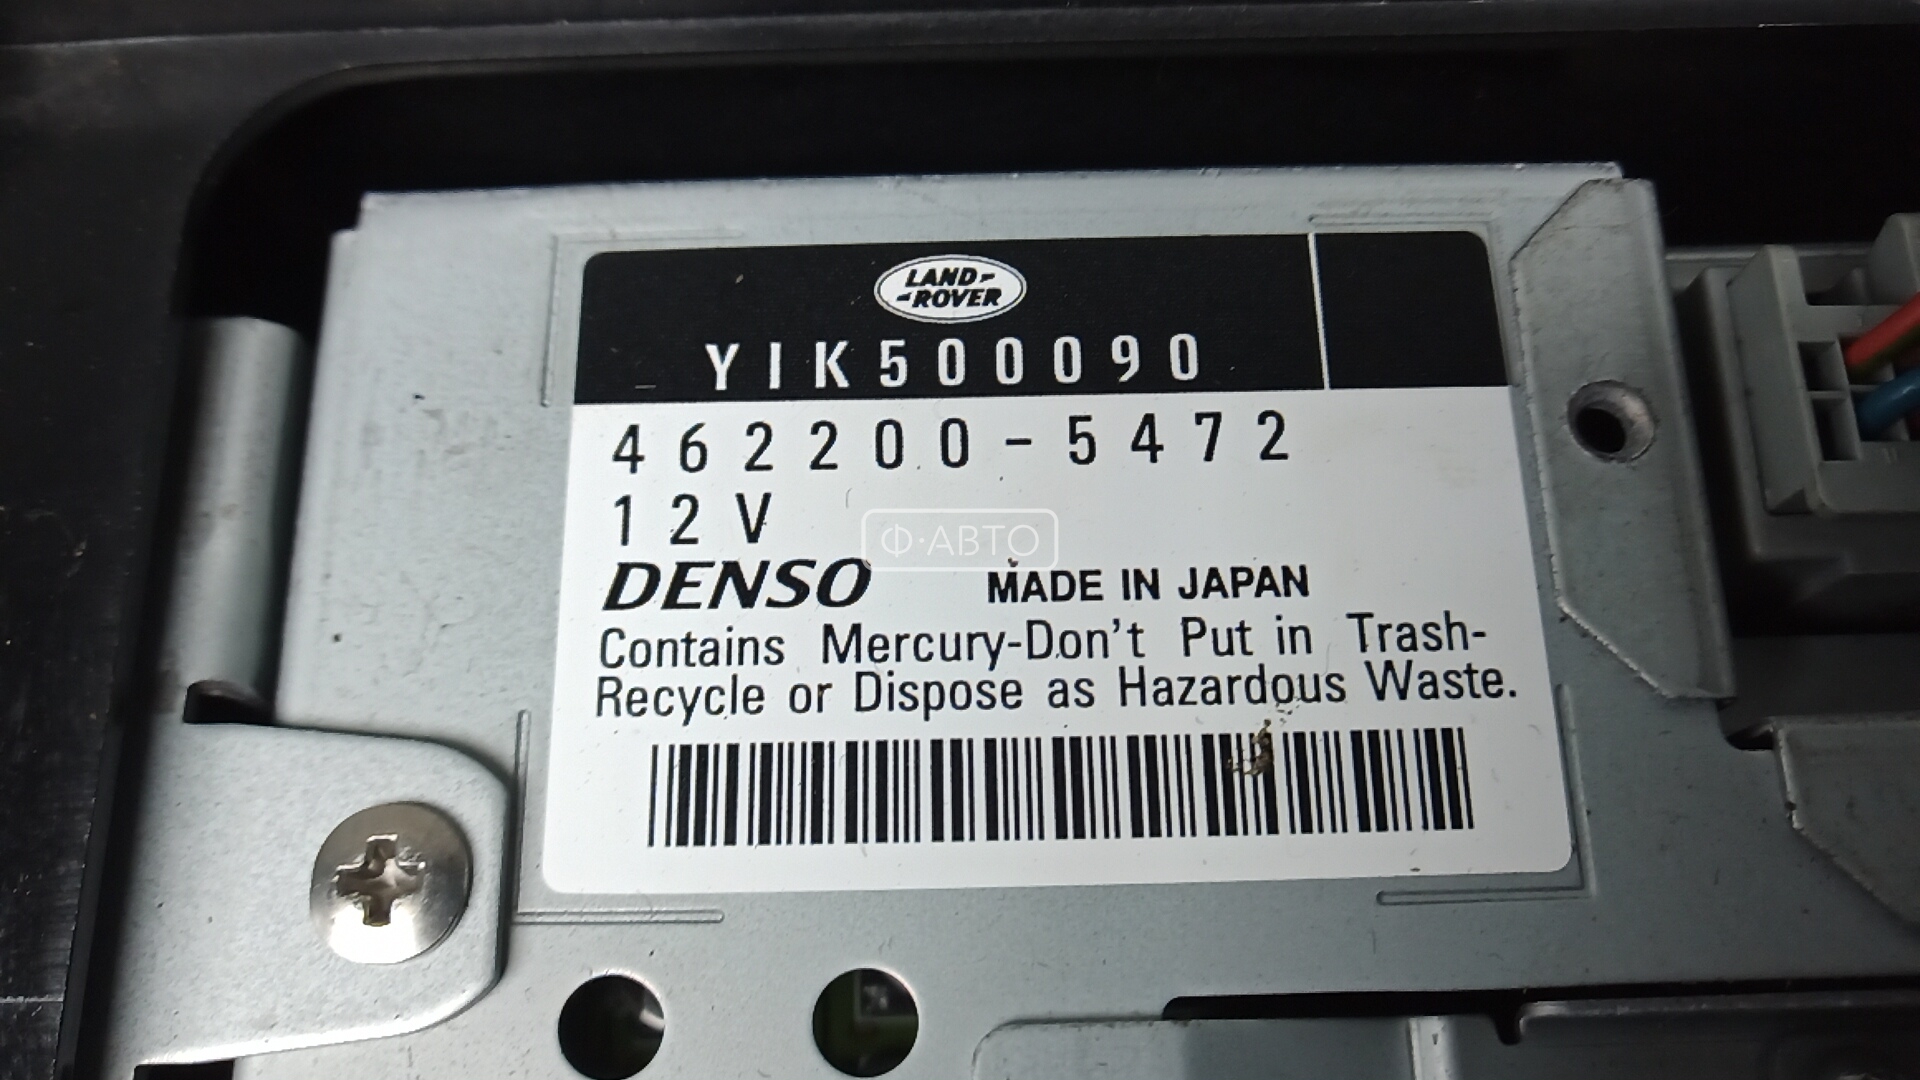 LAND-
-ROVER
YIK500090
462200-5472
12V
Ф·АВТО
DENSO MADE IN JAPAN
Contains Mercury-Don't Put in Trash-
Recycle or Dispose as Hazardous Waste.